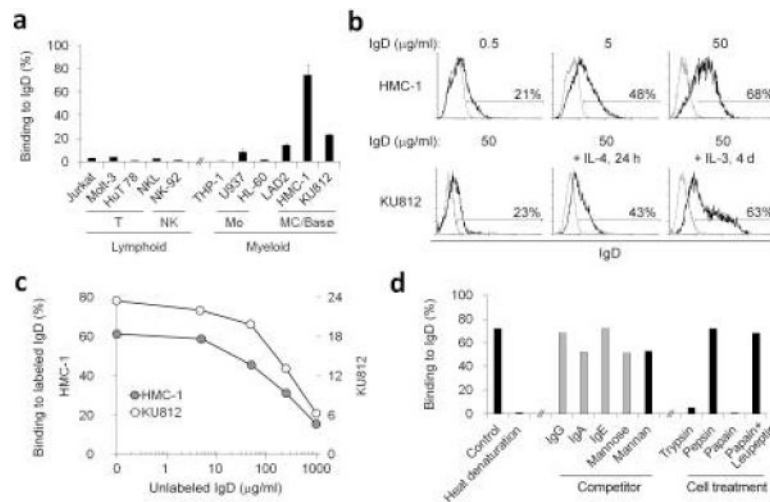 a
Binding to IgD (%)
100
80
60
40
20
0
Jurkat
Molt-3
HuT 78
NKL
NK-92
THP-1
U937
HL-60
LAD2
HMC-1
KU812
T
NK
Mo
MC/Basø
Lymphoid
Myeloid
b
IgD (µg/ml): 0.5 5 50
HMC-1
21% 48% 68%
IgD (µg/ml): 50 50 50
+ IL-4, 24 h + IL-3, 4 d
KU812
23% 43% 63%
IgD
c
Binding to labeled IgD (%)
HMC-1
80
60
40
20
0
HMC-1
KU812
24
18
12
6
0
KU812
0 10 100 1000
Unlabeled IgD (µg/ml)
d
Binding to IgD (%)
100
80
60
40
20
0
Control
Heat denaturation
IgG
IgA
IgE
Mannose
Mannan
Trypsin
Pepsin
Papain
Papain+
Leupeptin
Competitor
Cell treatment